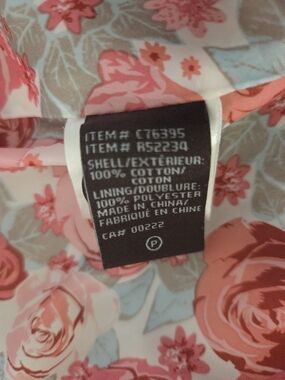 ITEM# C76395
ITEM# A52234
SHELL/EXTÉRIEUR:
100% COTTON/
COTON
LINING/DOUBLURE:
100% POLYESTER
MADE IN CHINA/
FABRIQUÉ EN CHINE
CA# 00222
P